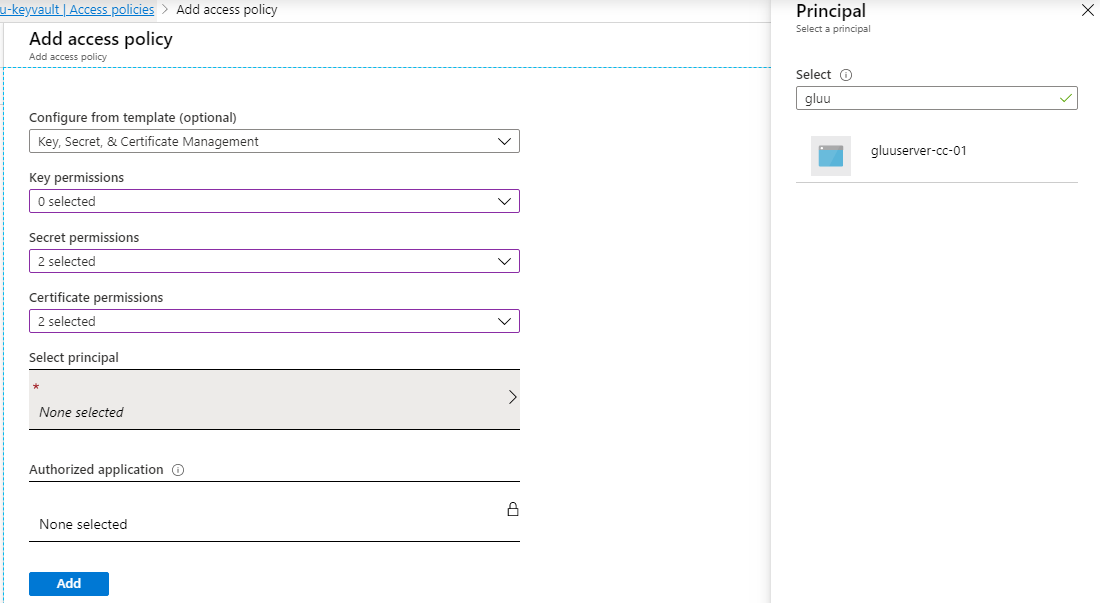 u-keyvault | Access policies > Add access policy
Add access policy
Add access policy
Configure from template (optional)
Key, Secret, & Certificate Management
Key permissions
0 selected
Secret permissions
2 selected
Certificate permissions
2 selected
Select principal
*
None selected
Authorized application
None selected
Add
Principal
Select a principal
Select
gluu
gluuserver-cc-01